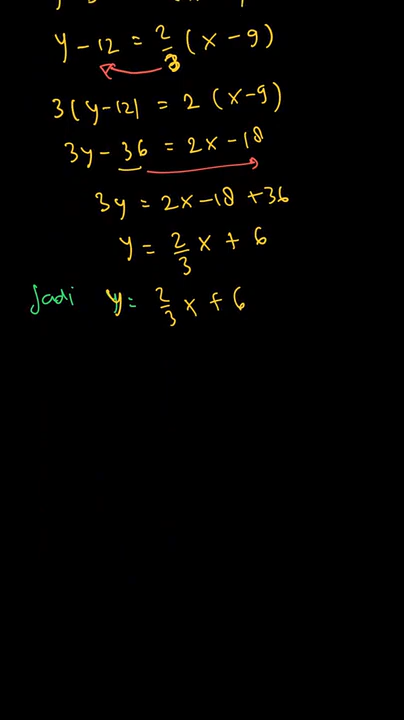 y - 12 = 2/3 (x - 9)
3(y-12) = 2 (x-9)
3y - 36 = 2x - 18
3y = 2x - 18 + 36
y = 2/3 x + 6
Jadi y = 2/3 x + 6